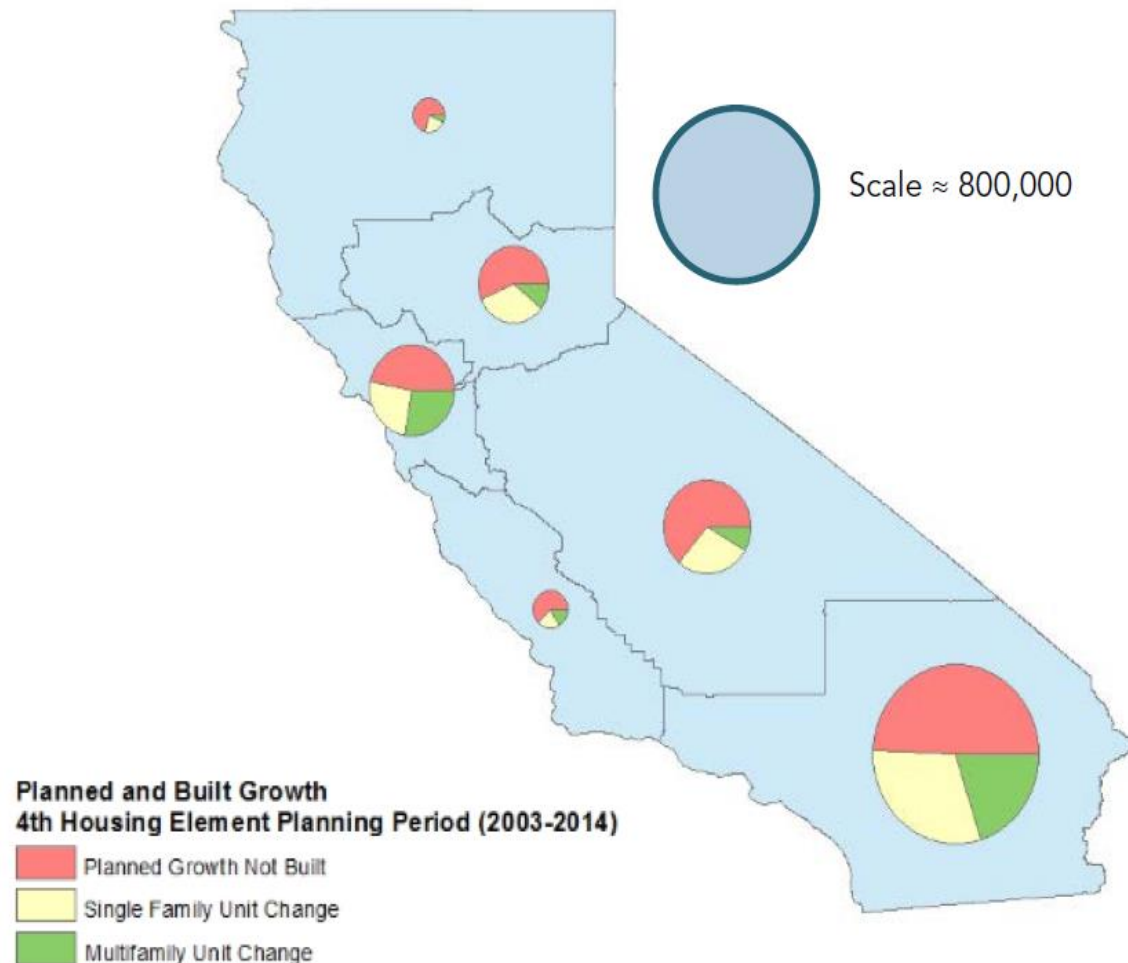 Scale ≈ 800,000
Planned and Built Growth
4th Housing Element Planning Period (2003-2014)
Planned Growth Not Built
Single Family Unit Change
Multifamily Unit Change